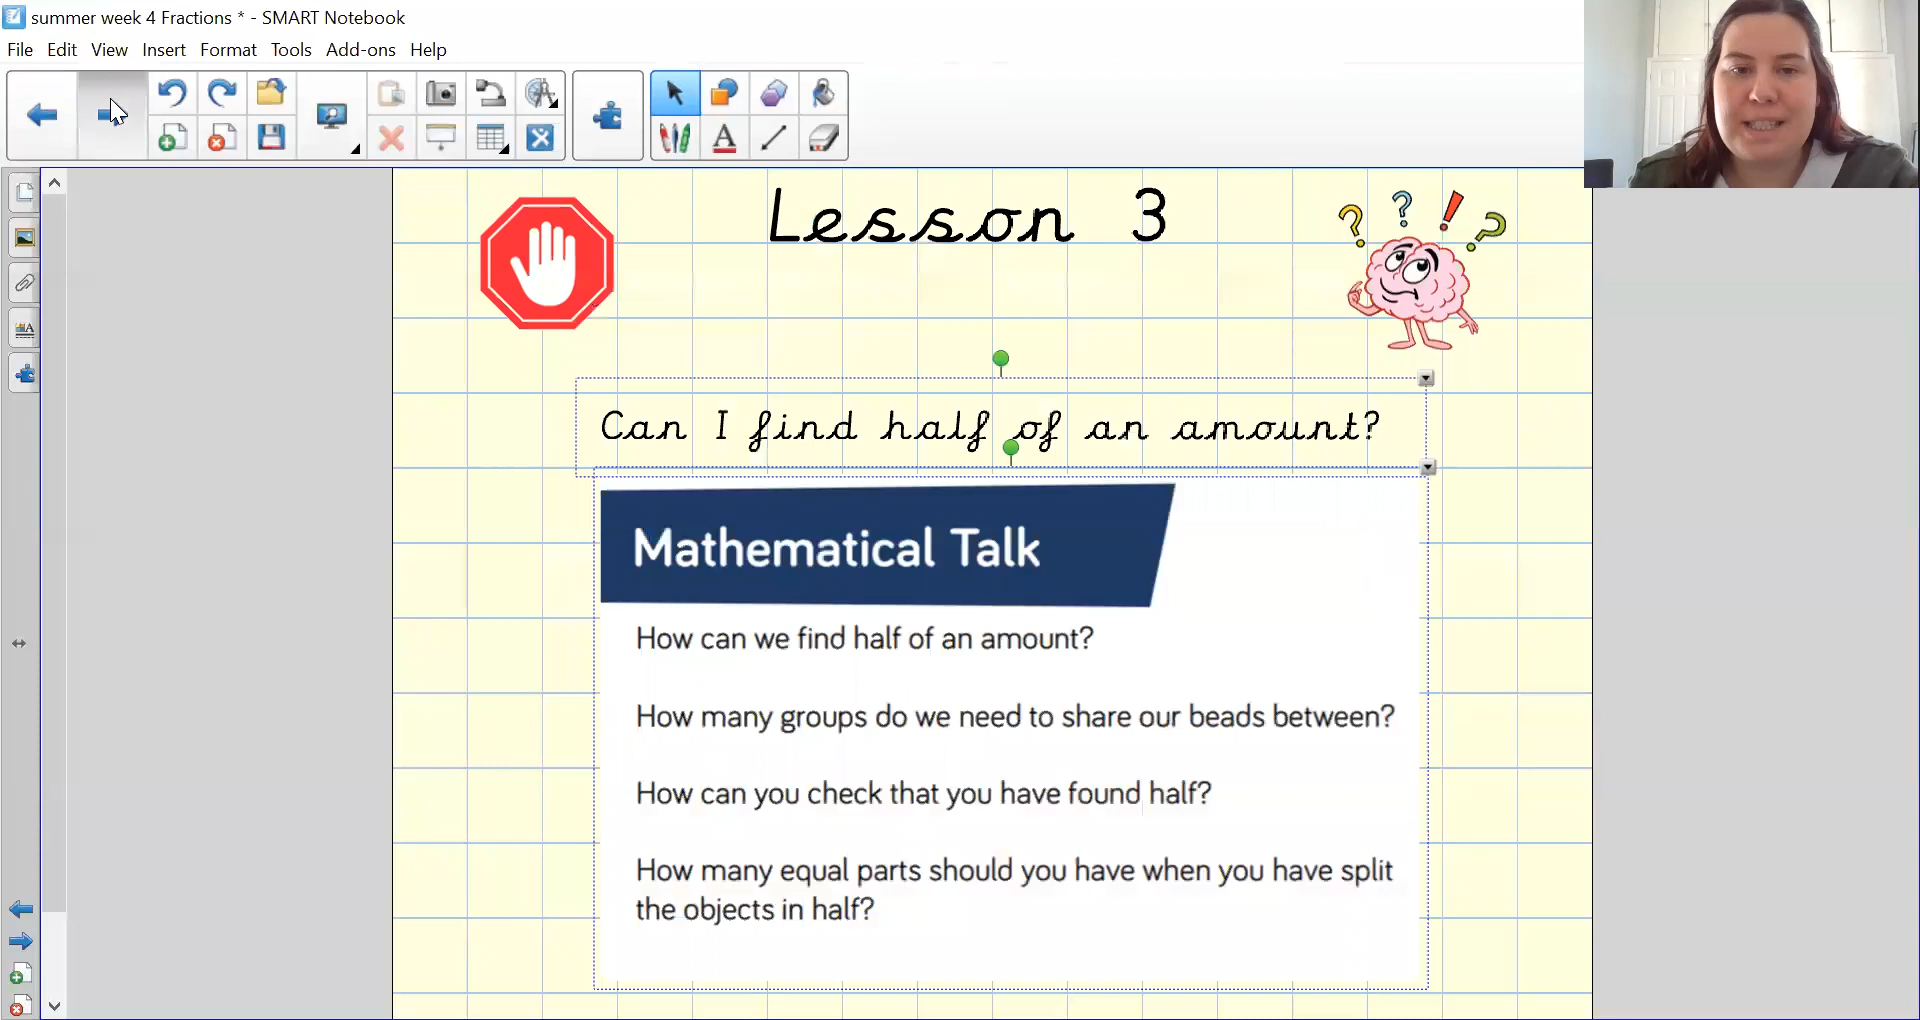 summer week 4 Fractions * - SMART Notebook
File Edit View Insert Format Tools Add-ons Help
Lesson 3
Can I find half of an amount?
Mathematical Talk
How can we find half of an amount?
How many groups do we need to share our beads between?
How can you check that you have found half?
How many equal parts should you have when you have split
the objects in half?